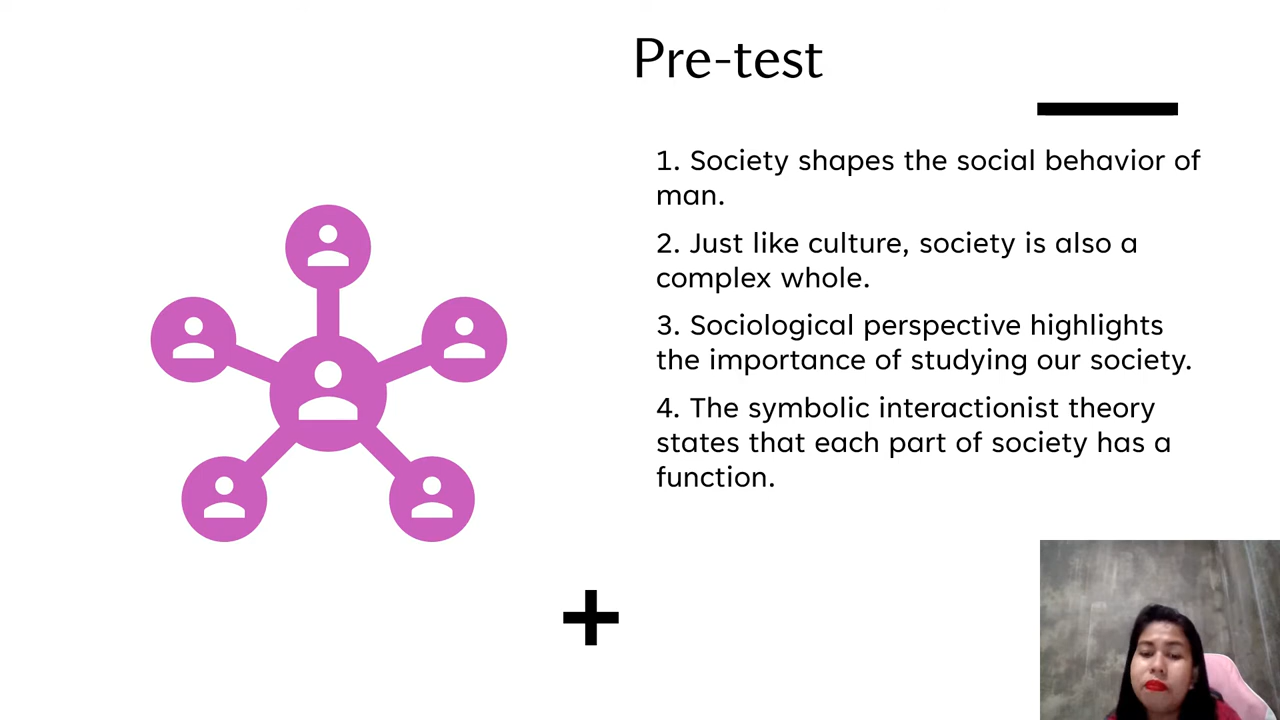 Pre-test
1. Society shapes the social behavior of
man.
2. Just like culture, society is also a
complex whole.
3. Sociological perspective highlights
the importance of studying our society.
4. The symbolic interactionist theory
states that each part of society has a
function.